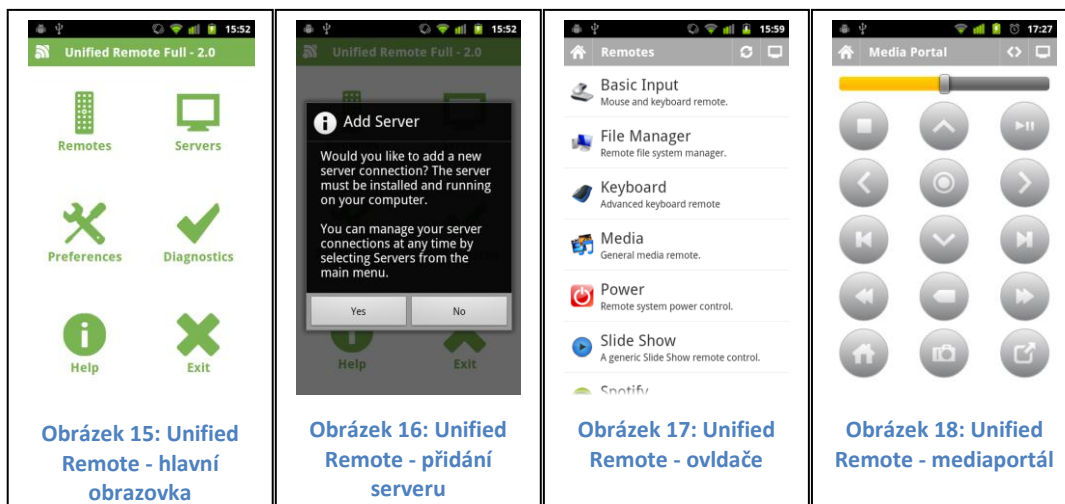 15:52
Unified Remote Full - 2.0
Remotes
Servers
Preferences
Diagnostics
Help
Exit
Obrázek 15: Unified
Remote - hlavní
obrazovka
15:52
Unified Remote Full - 2.0
Add Server
Would you like to add a new
server connection? The server
must be installed and running
on your computer.
You can manage your server
connections at any time by
selecting Servers from the
main menu.
Yes
No
Help
Exit
Obrázek 16: Unified
Remote - přidání
serveru
15:59
Remotes
Basic Input
Mouse and keyboard remote.
File Manager
Remote file system manager.
Keyboard
Advanced keyboard remote
Media
General media remote.
Power
Remote system power control.
Slide Show
A generic Slide Show remote control.
Spotify
Obrázek 17: Unified
Remote - ovldače
17:27
Media Portal
Obrázek 18: Unified
Remote - mediaportál